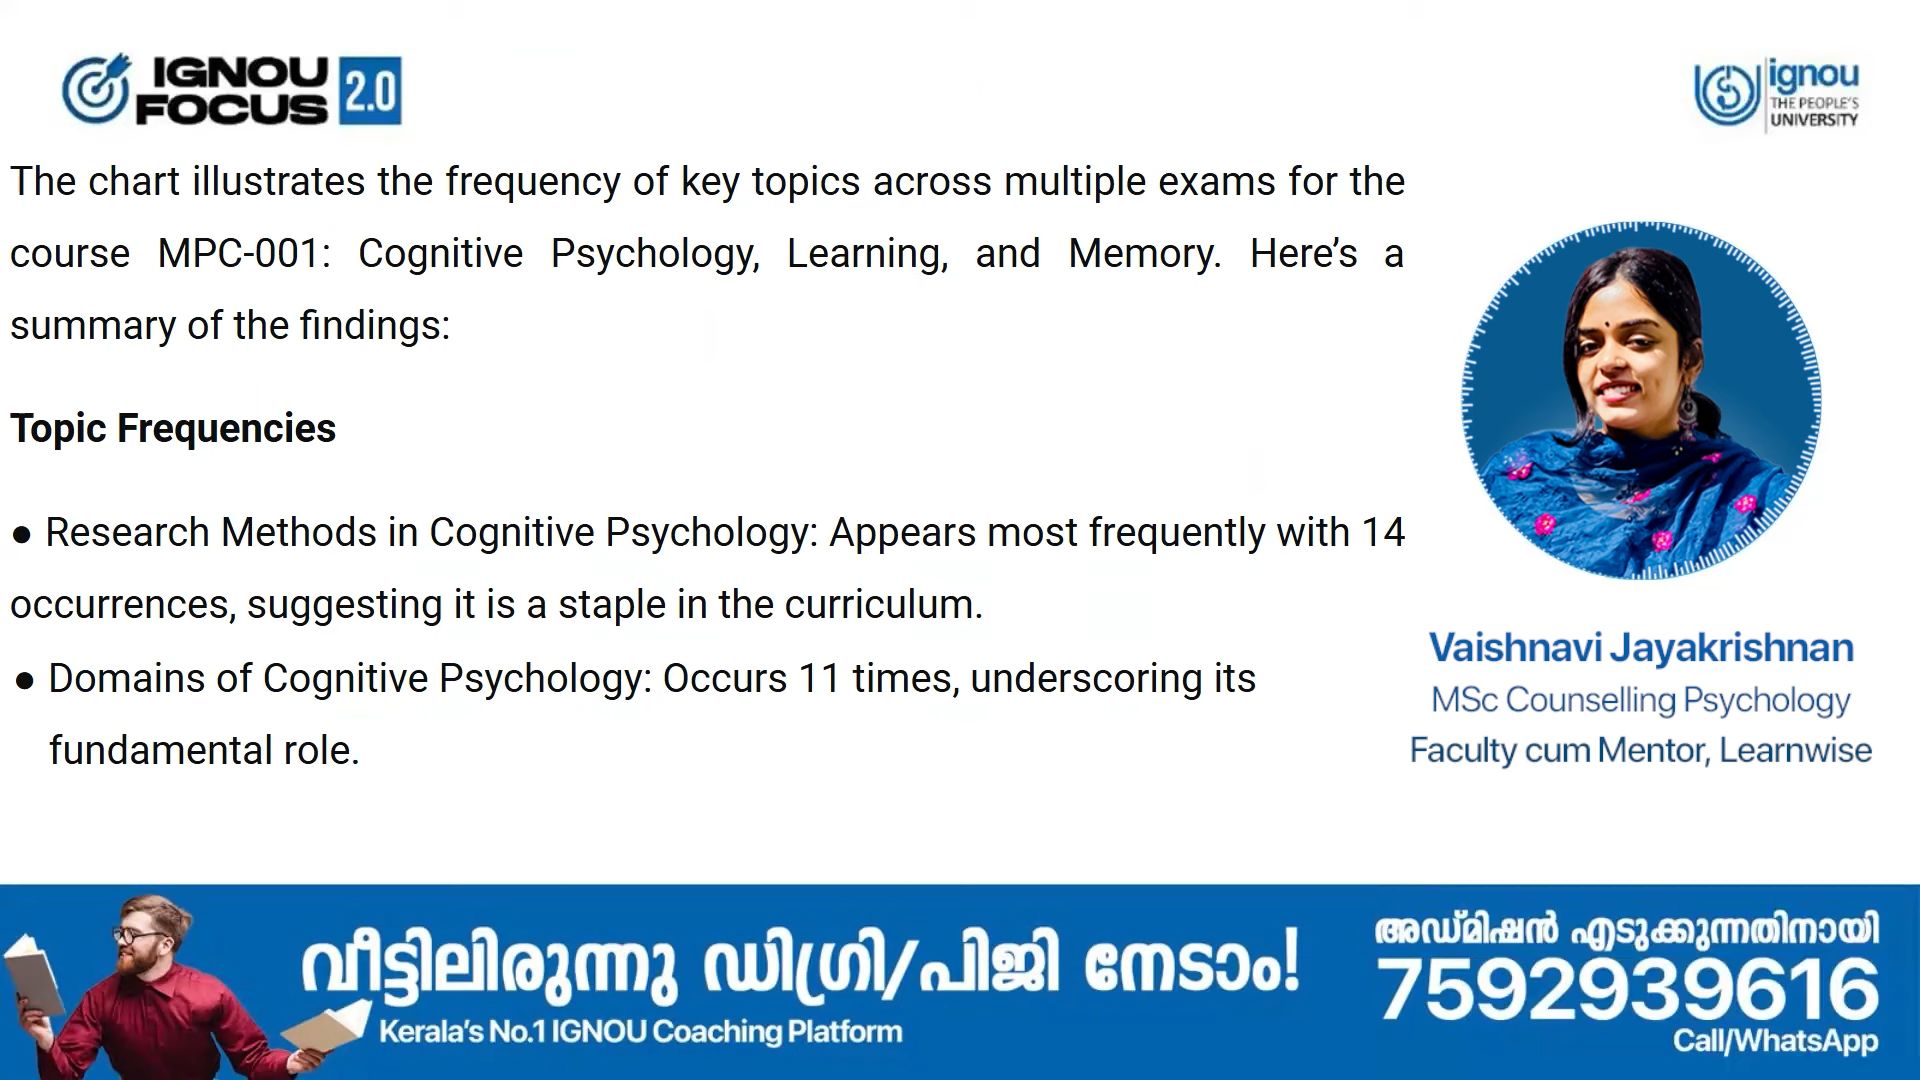 IGNOU
FOCUS 2.0
ignou
THE PEOPLE'S
UNIVERSITY
The chart illustrates the frequency of key topics across multiple exams for the
course MPC-001: Cognitive Psychology, Learning, and Memory. Here’s a
summary of the findings:
Topic Frequencies
● Research Methods in Cognitive Psychology: Appears most frequently with 14
occurrences, suggesting it is a staple in the curriculum.
● Domains of Cognitive Psychology: Occurs 11 times, underscoring its
fundamental role.
Vaishnavi Jayakrishnan
MSc Counselling Psychology
Faculty cum Mentor, Learnwise
വീട്ടിലിരുന്നു ഡിഗ്രി/പിജി നേടാം!
Kerala’s No.1 IGNOU Coaching Platform
അഡ്മിഷൻ എടുക്കുന്നതിനായി
7592939616
Call/WhatsApp